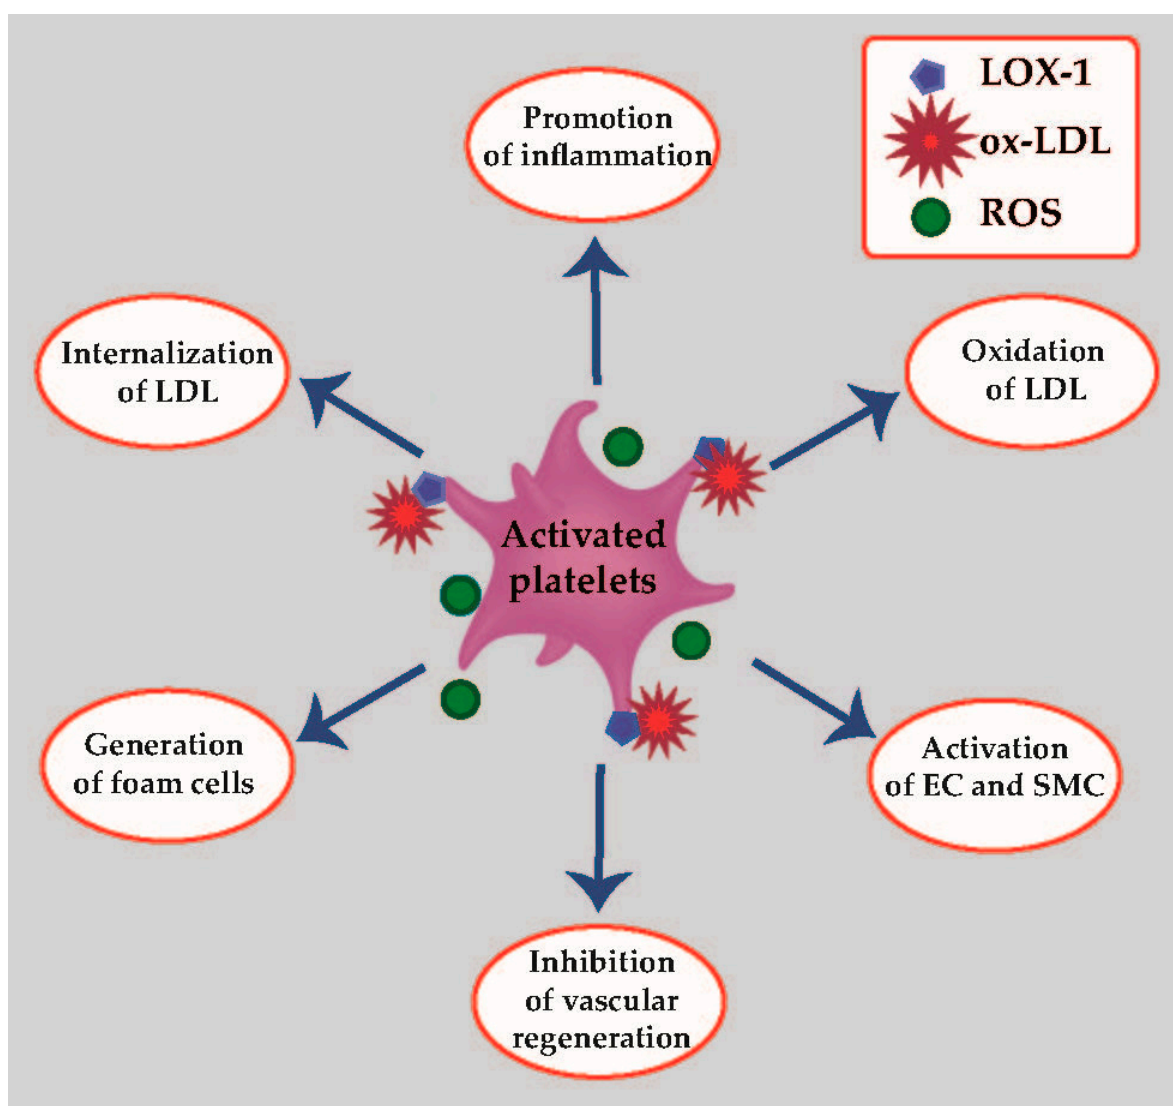 LOX-1
ox-LDL
ROS
Promotion
of inflammation
Internalization
of LDL
Oxidation
of LDL
Activated
platelets
Generation
of foam cells
Activation
of EC and SMC
Inhibition
of vascular
regeneration